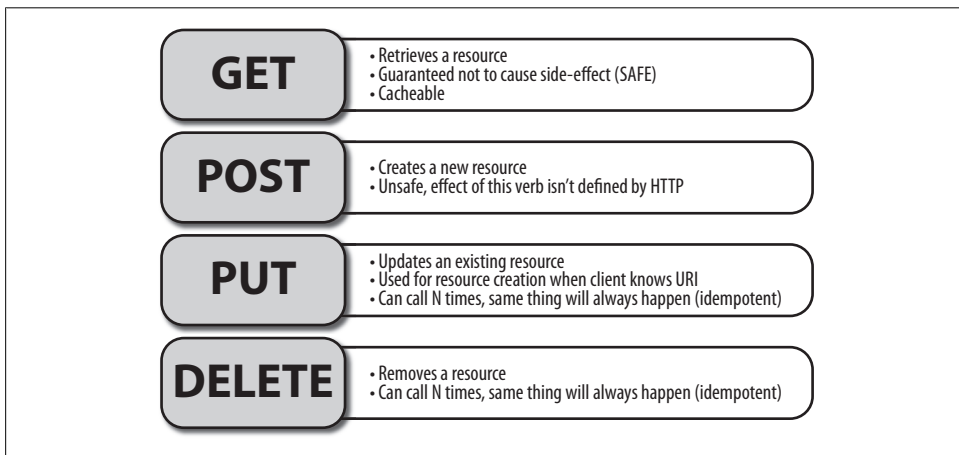 GET
• Retrieves a resource
• Guaranteed not to cause side-effect (SAFE)
• Cacheable
POST
• Creates a new resource
• Unsafe, effect of this verb isn't defined by HTTP
PUT
• Updates an existing resource
• Used for resource creation when client knows URI
• Can call N times, same thing will always happen (idempotent)
DELETE
• Removes a resource
• Can call N times, same thing will always happen (idempotent)